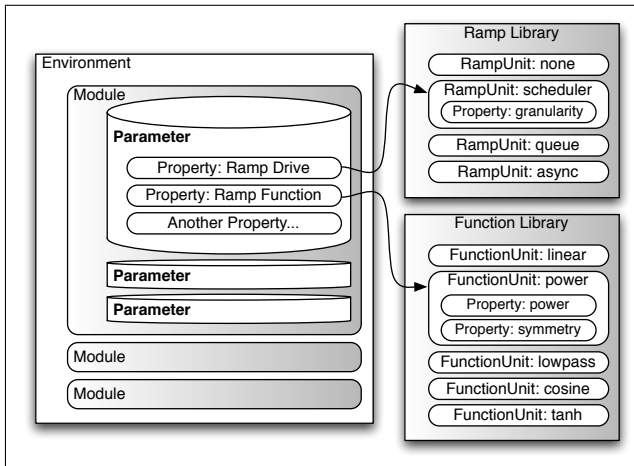 Environment
Module
Parameter
Property: Ramp Drive
Property: Ramp Function
Another Property...
Parameter
Parameter
Module
Module
Ramp Library
RampUnit: none
RampUnit: scheduler
Property: granularity
RampUnit: queue
RampUnit: async
Function Library
FunctionUnit: linear
FunctionUnit: power
Property: power
Property: symmetry
FunctionUnit: lowpass
FunctionUnit: cosine
FunctionUnit: tanh